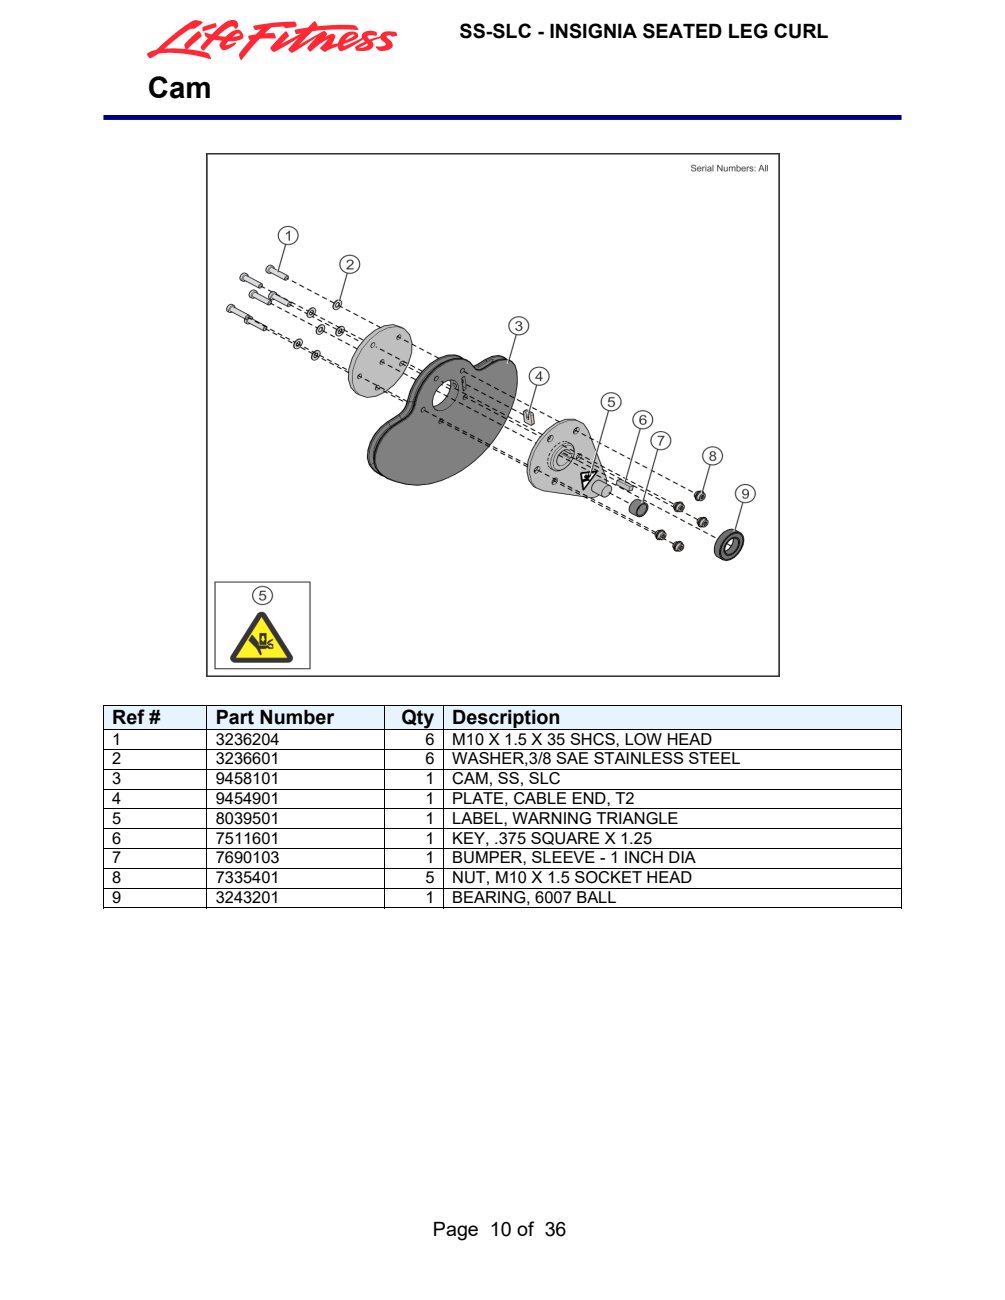 LifeFitness
SS-SLC - INSIGNIA SEATED LEG CURL
Cam
Serial Numbers: All
1
2
3
4
5
6
7
8
9
5
Ref # Part Number Qty Description
1 3236204 6 M10 X 1.5 X 35 SHCS, LOW HEAD
2 3236601 6 WASHER,3/8 SAE STAINLESS STEEL
3 9458101 1 CAM, SS, SLC
4 9454901 1 PLATE, CABLE END, T2
5 8039501 1 LABEL, WARNING TRIANGLE
6 7511601 1 KEY, .375 SQUARE X 1.25
7 7690103 1 BUMPER, SLEEVE - 1 INCH DIA
8 7335401 5 NUT, M10 X 1.5 SOCKET HEAD
9 3243201 1 BEARING, 6007 BALL
Page 10 of 36